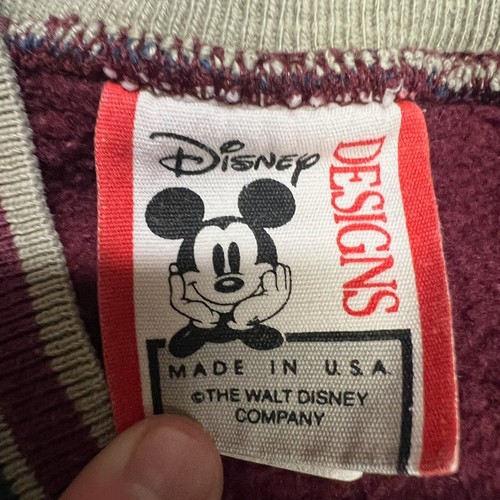 Disney
DESIGNS
MADE IN U.S.A.
©THE WALT DISNEY
COMPANY